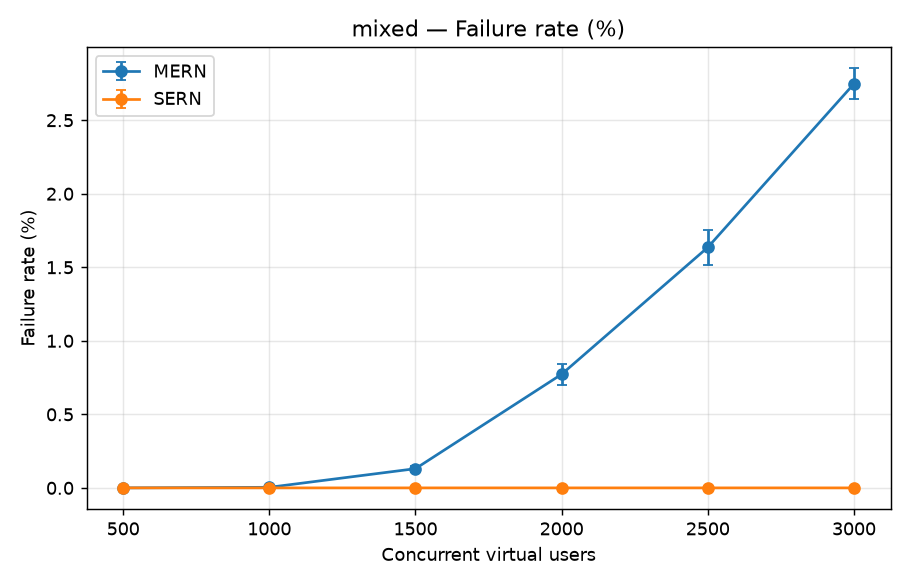 mixed — Failure rate (%)
MERN
SERN
Failure rate (%)
2.5
2.0
1.5
1.0
0.5
0.0
500 1000 1500 2000 2500 3000
Concurrent virtual users